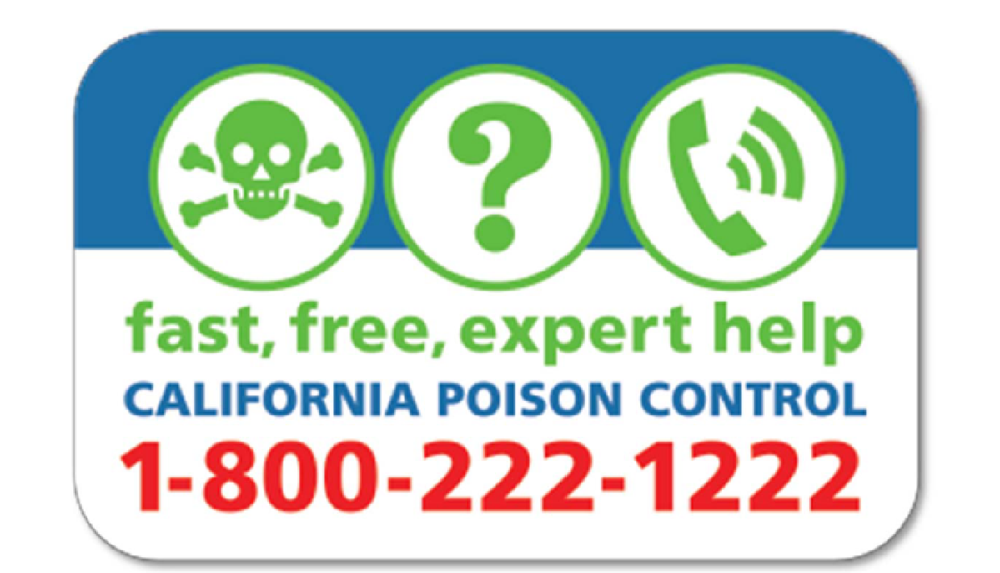 ?
fast, free, expert help
CALIFORNIA POISON CONTROL
1-800-222-1222